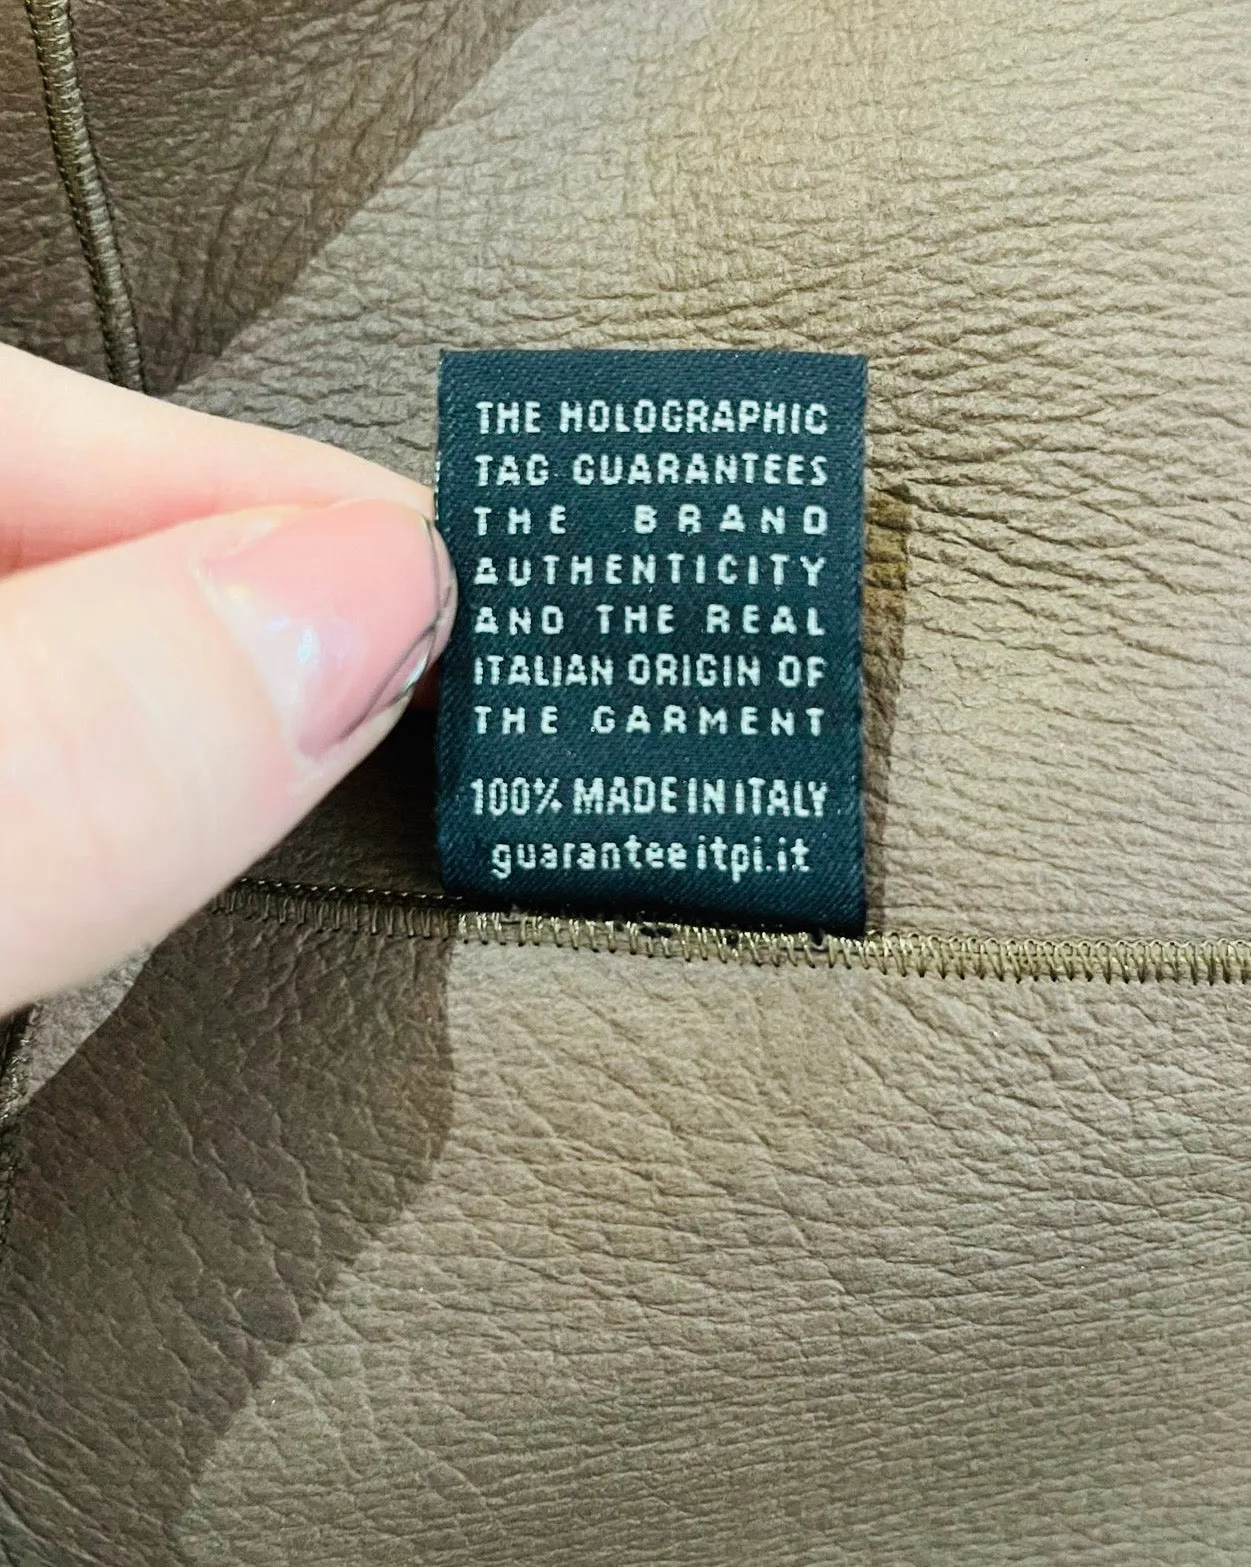 THE HOLOGRAPHIC
TAG GUARANTEES
THE BRAND
AUTHENTICITY
AND THE REAL
ITALIAN ORIGIN OF
THE GARMENT
100% MADE IN ITALY
guarantee itpi.it